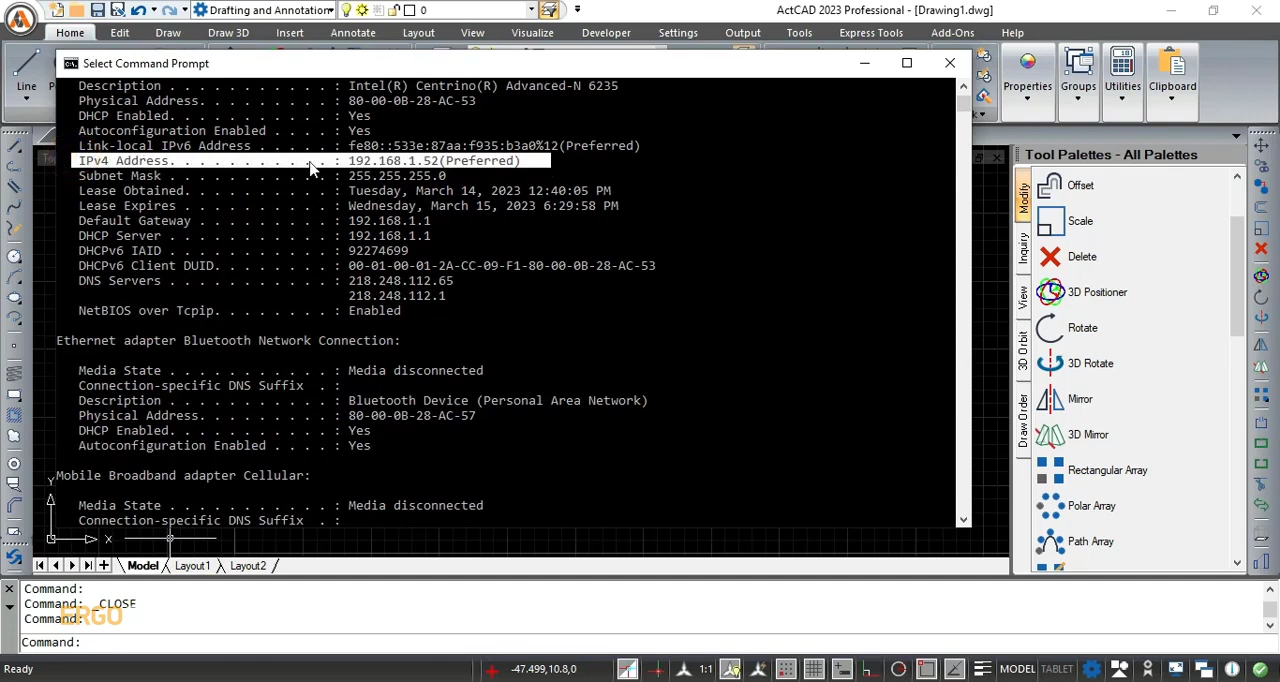 Drafting and Annotation
0
ActCAD 2023 Professional - [Drawing1.dwg]
Home Edit Draw Draw 3D Insert Annotate Layout View Visualize Developer Settings Output Tools Express Tools Add-Ons Help
Select Command Prompt
Line
Properties Groups Utilities Clipboard
Description . . . . . . . . . . . : Intel(R) Centrino(R) Advanced-N 6235
Physical Address. . . . . . . . . : 80-00-0B-28-AC-53
DHCP Enabled. . . . . . . . . . . : Yes
Autoconfiguration Enabled . . . . : Yes
Link-local IPv6 Address . . . . . : fe80::533e:87aa:f935:b3a0%12(Preferred)
IPv4 Address. . . . . . . . . . . : 192.168.1.52(Preferred)
Subnet Mask . . . . . . . . . . . : 255.255.255.0
Lease Obtained. . . . . . . . . . : Tuesday, March 14, 2023 12:40:05 PM
Lease Expires . . . . . . . . . . : Wednesday, March 15, 2023 6:29:58 PM
Default Gateway . . . . . . . . . : 192.168.1.1
DHCP Server . . . . . . . . . . . : 192.168.1.1
DHCPv6 IAID . . . . . . . . . . . : 92274699
DHCPv6 Client DUID. . . . . . . . : 00-01-00-01-2A-CC-09-F1-80-00-0B-28-AC-53
DNS Servers . . . . . . . . . . . : 218.248.112.65
218.248.112.1
NetBIOS over Tcpip. . . . . . . . : Enabled
Ethernet adapter Bluetooth Network Connection:
Media State . . . . . . . . . . . : Media disconnected
Connection-specific DNS Suffix  . :
Description . . . . . . . . . . . : Bluetooth Device (Personal Area Network)
Physical Address. . . . . . . . . : 80-00-0B-28-AC-57
DHCP Enabled. . . . . . . . . . . : Yes
Autoconfiguration Enabled . . . . : Yes
Mobile Broadband adapter Cellular:
Media State . . . . . . . . . . . : Media disconnected
Connection-specific DNS Suffix  . :
Tool Palettes - All Palettes
Modify
Inquiry
View
3D Orbit
Draw Order
Offset
Scale
Delete
3D Positioner
Rotate
3D Rotate
Mirror
3D Mirror
Rectangular Array
Polar Array
Path Array
Y
X
Model Layout1 Layout2
Command:
Command: _CLOSE
Command:
ERGO
Command:
Ready
-47.499,10.8,0
1:1
MODEL TABLET